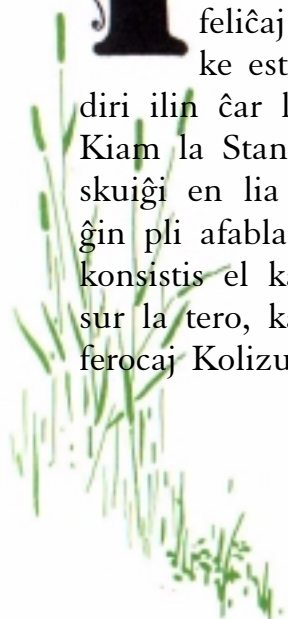 feliĉaj
ke est
diri ilin ĉar l
Kiam la Stan
skuiĝi en lia
ĝin pli afabla
konsistis el ka
sur la tero, ka
ferocaj Kolizu